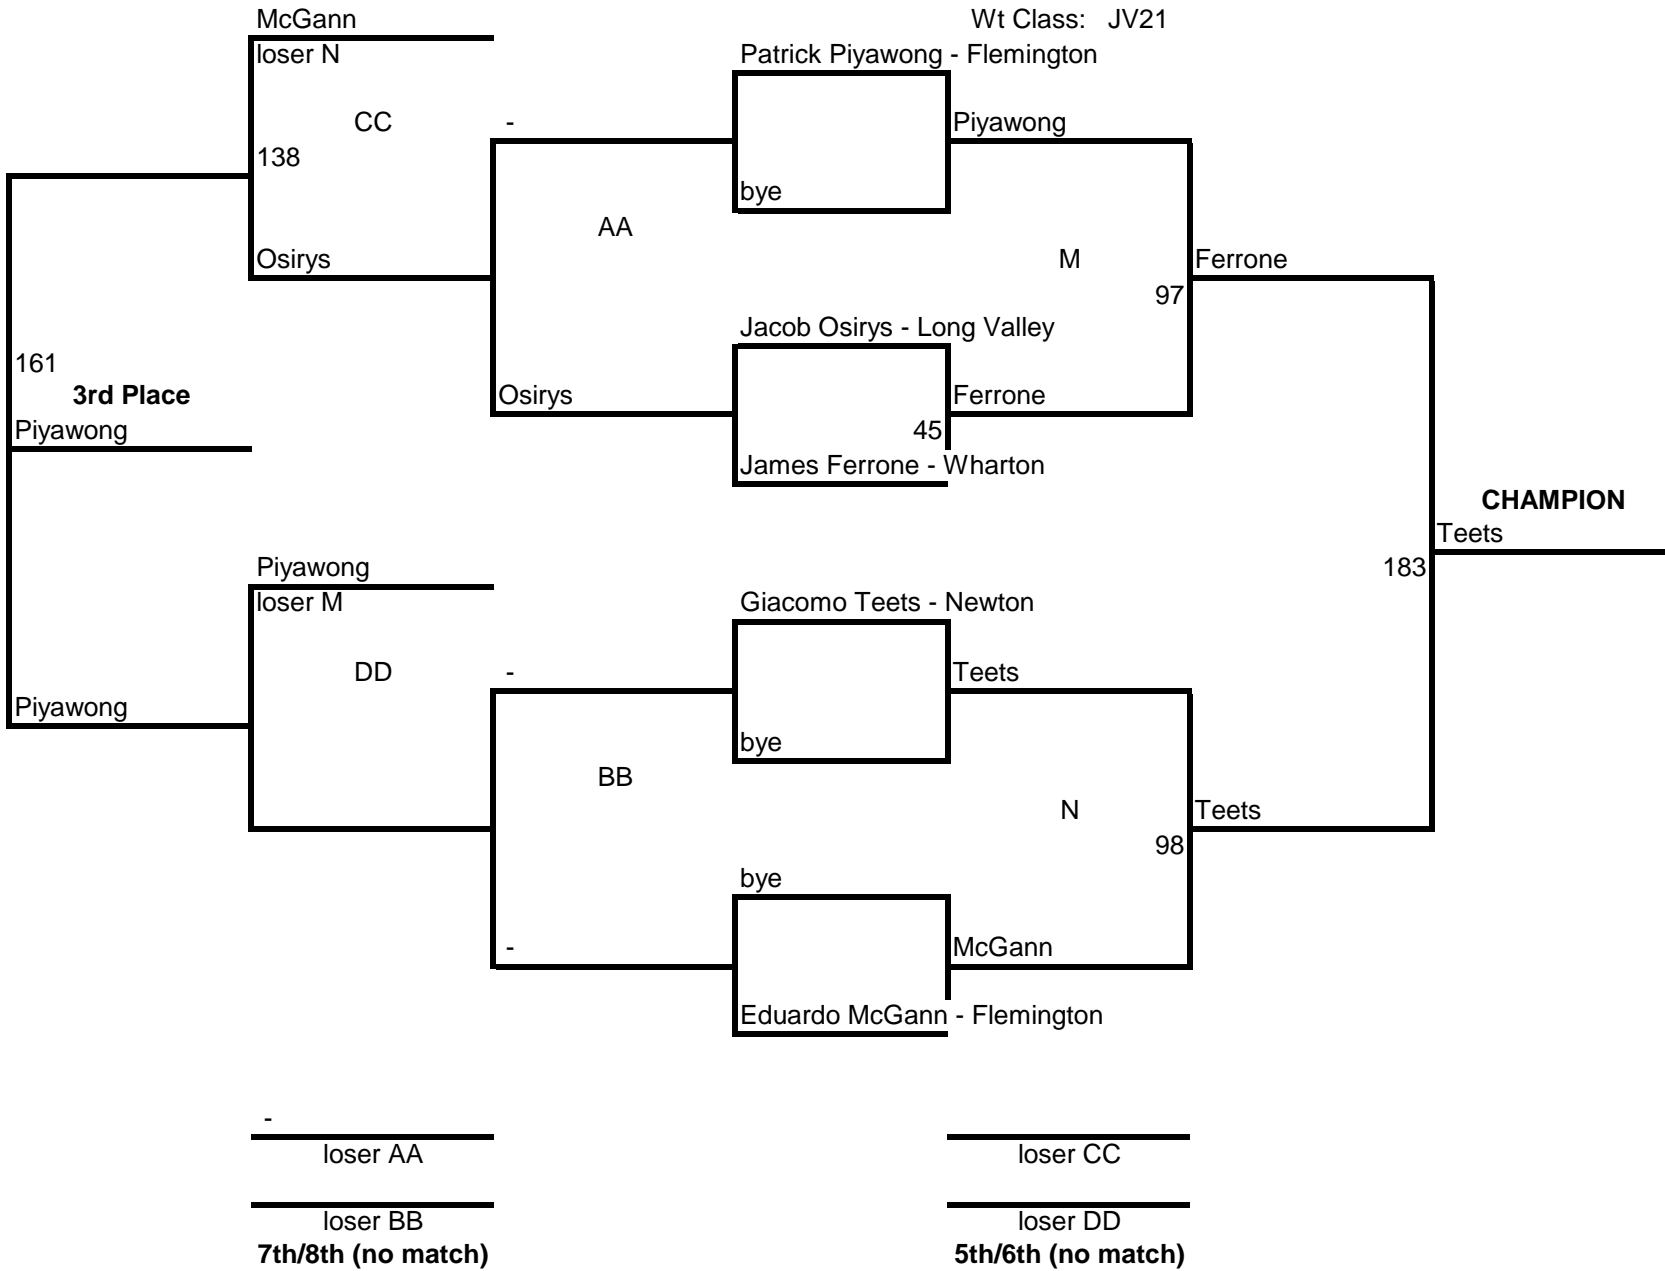 McGann
Wt Class: JV21
loser N
Patrick Piyawong - Flemington
CC
-
Piyawong
138
bye
AA
Osirys
M
Ferrone
97
Jacob Osirys - Long Valley
161
3rd Place
Osirys
Ferrone
Piyawong
45
James Ferrone - Wharton
CHAMPION
Teets
Piyawong
183
loser M
Giacomo Teets - Newton
DD
-
Teets
Piyawong
bye
BB
N
Teets
98
bye
-
McGann
Eduardo McGann - Flemington
-
loser AA
loser CC
loser BB
loser DD
7th/8th (no match)
5th/6th (no match)